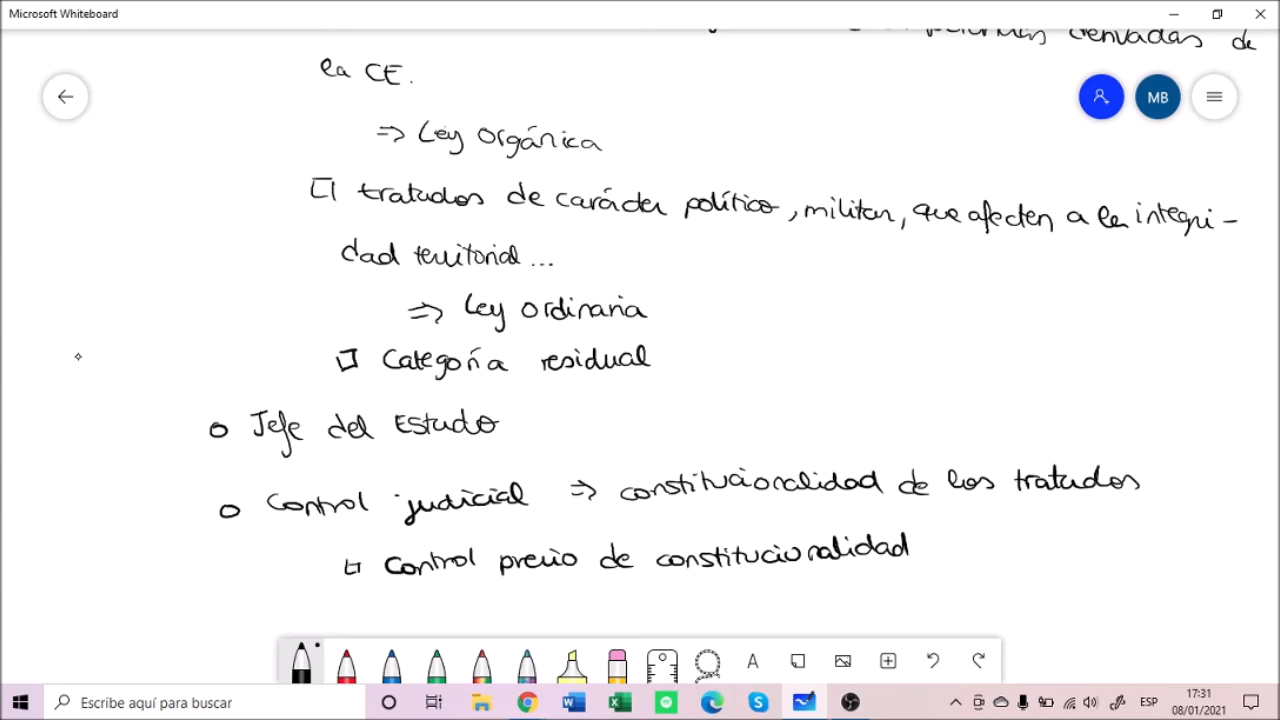 Microsoft Whiteboard
derivadas de
la CE.
MB
=> Ley Orgánica
tratados de carácter político, militar, que afecten a la integri-
dad territorial ...
=> Ley ordinaria
Categoría residual
o Jefe del Estado
o Control judicial => constitucionalidad de los tratados
Control previo de constitucionalidad
A
Escribe aquí para buscar
ESP
17:31
08/01/2021